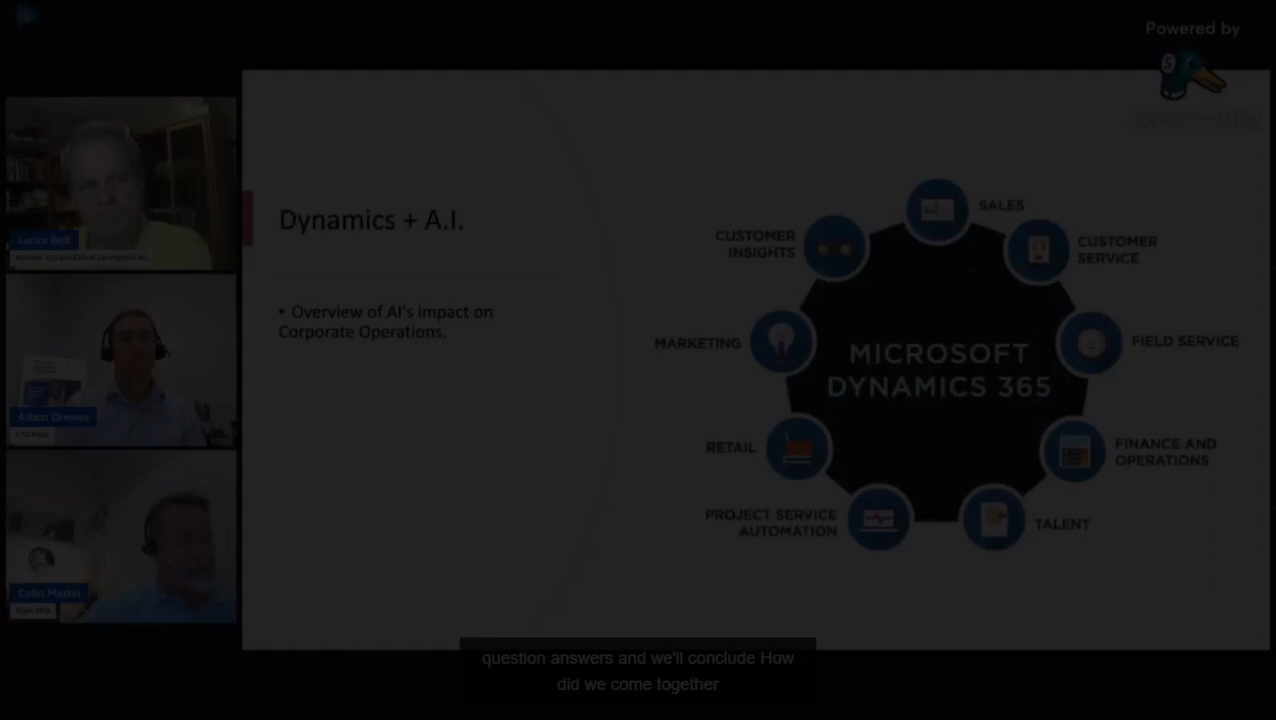 Powered by
Lance Bell
Adam Drewes
Colin Martin
Dynamics + A.I.
• Overview of AI's impact on
Corporate Operations.
SALES
CUSTOMER
INSIGHTS
CUSTOMER
SERVICE
MARKETING
FIELD SERVICE
MICROSOFT
DYNAMICS 365
RETAIL
FINANCE AND
OPERATIONS
PROJECT SERVICE
AUTOMATION
TALENT
question answers and we'll conclude How
did we come together